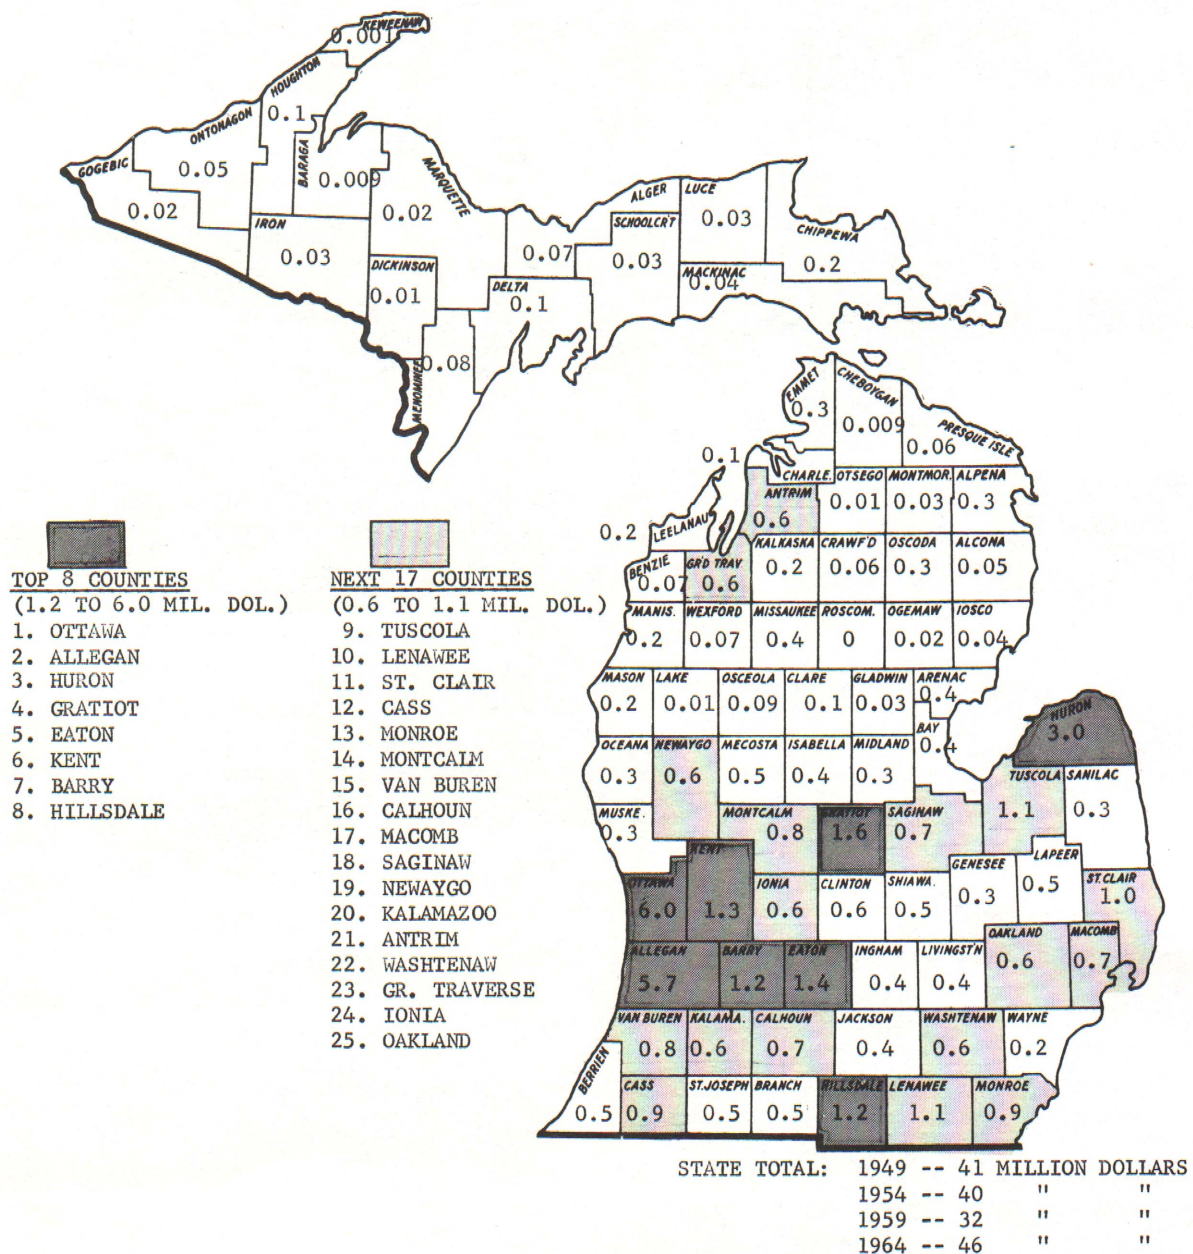 KEWEENAW
0.001
HOUGHTON
0.1
ONTONAGON
0.05
GOGEBIC
0.02
BARAGA
0.009
MARQUETTE
0.02
IRON
0.03
DICKINSON
0.01
MENOMINEE
0.08
DELTA
0.1
ALGER
0.07
SCHOOLCR'T
0.03
LUCE
0.03
CHIPPEWA
0.2
MACKINAC
0.04
EMMET
0.3
CHEBOYGAN
0.009
PRESQUE ISLE
0.06
0.1
CHARLE. OTSEGO MONTMOR. ALPENA
0.01 0.03 0.3
ANTRIM
0.6
0.2
LEELANAU
KALKASKA CRAWF'D OSCODA ALCONA
0.2 0.06 0.3 0.05
BENZIE GR'D TRAV
0.07 0.6
MANIS. WEXFORD MISSAUKEE ROSCOM. OGEMAW IOSCO
0.2 0.07 0.4 0 0.02 0.04
MASON LAKE OSCEOLA CLARE GLADWIN ARENAC
0.2 0.01 0.09 0.1 0.03 0.4
BAY
0.4
HURON
3.0
OCEANA NEWAYGO MECOSTA ISABELLA MIDLAND
0.3 0.6 0.5 0.4 0.3
TUSCOLA SANILAC
1.1 0.3
MUSKE. MONTCALM GRATIOT SAGINAW
0.3 0.8 1.6 0.7
KENT
1.3
OTTAWA IONIA CLINTON SHIAWA. GENESEE LAPEER ST.CLAIR
6.0 0.6 0.6 0.5 0.3 0.5 1.0
ALLEGAN BARRY EATON INGHAM LIVINGST'N OAKLAND MACOMB
5.7 1.2 1.4 0.4 0.4 0.6 0.7
VAN BUREN KALAMA. CALHOUN JACKSON WASHTENAW WAYNE
0.8 0.6 0.7 0.4 0.6 0.2
BERRIEN CASS ST.JOSEPH BRANCH HILLSDALE LENAWEE MONROE
0.5 0.9 0.5 0.5 1.2 1.1 0.9
TOP 8 COUNTIES
(1.2 TO 6.0 MIL. DOL.)
1. OTTAWA
2. ALLEGAN
3. HURON
4. GRATIOT
5. EATON
6. KENT
7. BARRY
8. HILLSDALE
NEXT 17 COUNTIES
(0.6 TO 1.1 MIL. DOL.)
9. TUSCOLA
10. LENAWEE
11. ST. CLAIR
12. CASS
13. MONROE
14. MONTCALM
15. VAN BUREN
16. CALHOUN
17. MACOMB
18. SAGINAW
19. NEWAYGO
20. KALAMAZOO
21. ANTRIM
22. WASHTENAW
23. GR. TRAVERSE
24. IONIA
25. OAKLAND
STATE TOTAL: 1949 -- 41 MILLION DOLLARS
1954 -- 40 " "
1959 -- 32 " "
1964 -- 46 " "